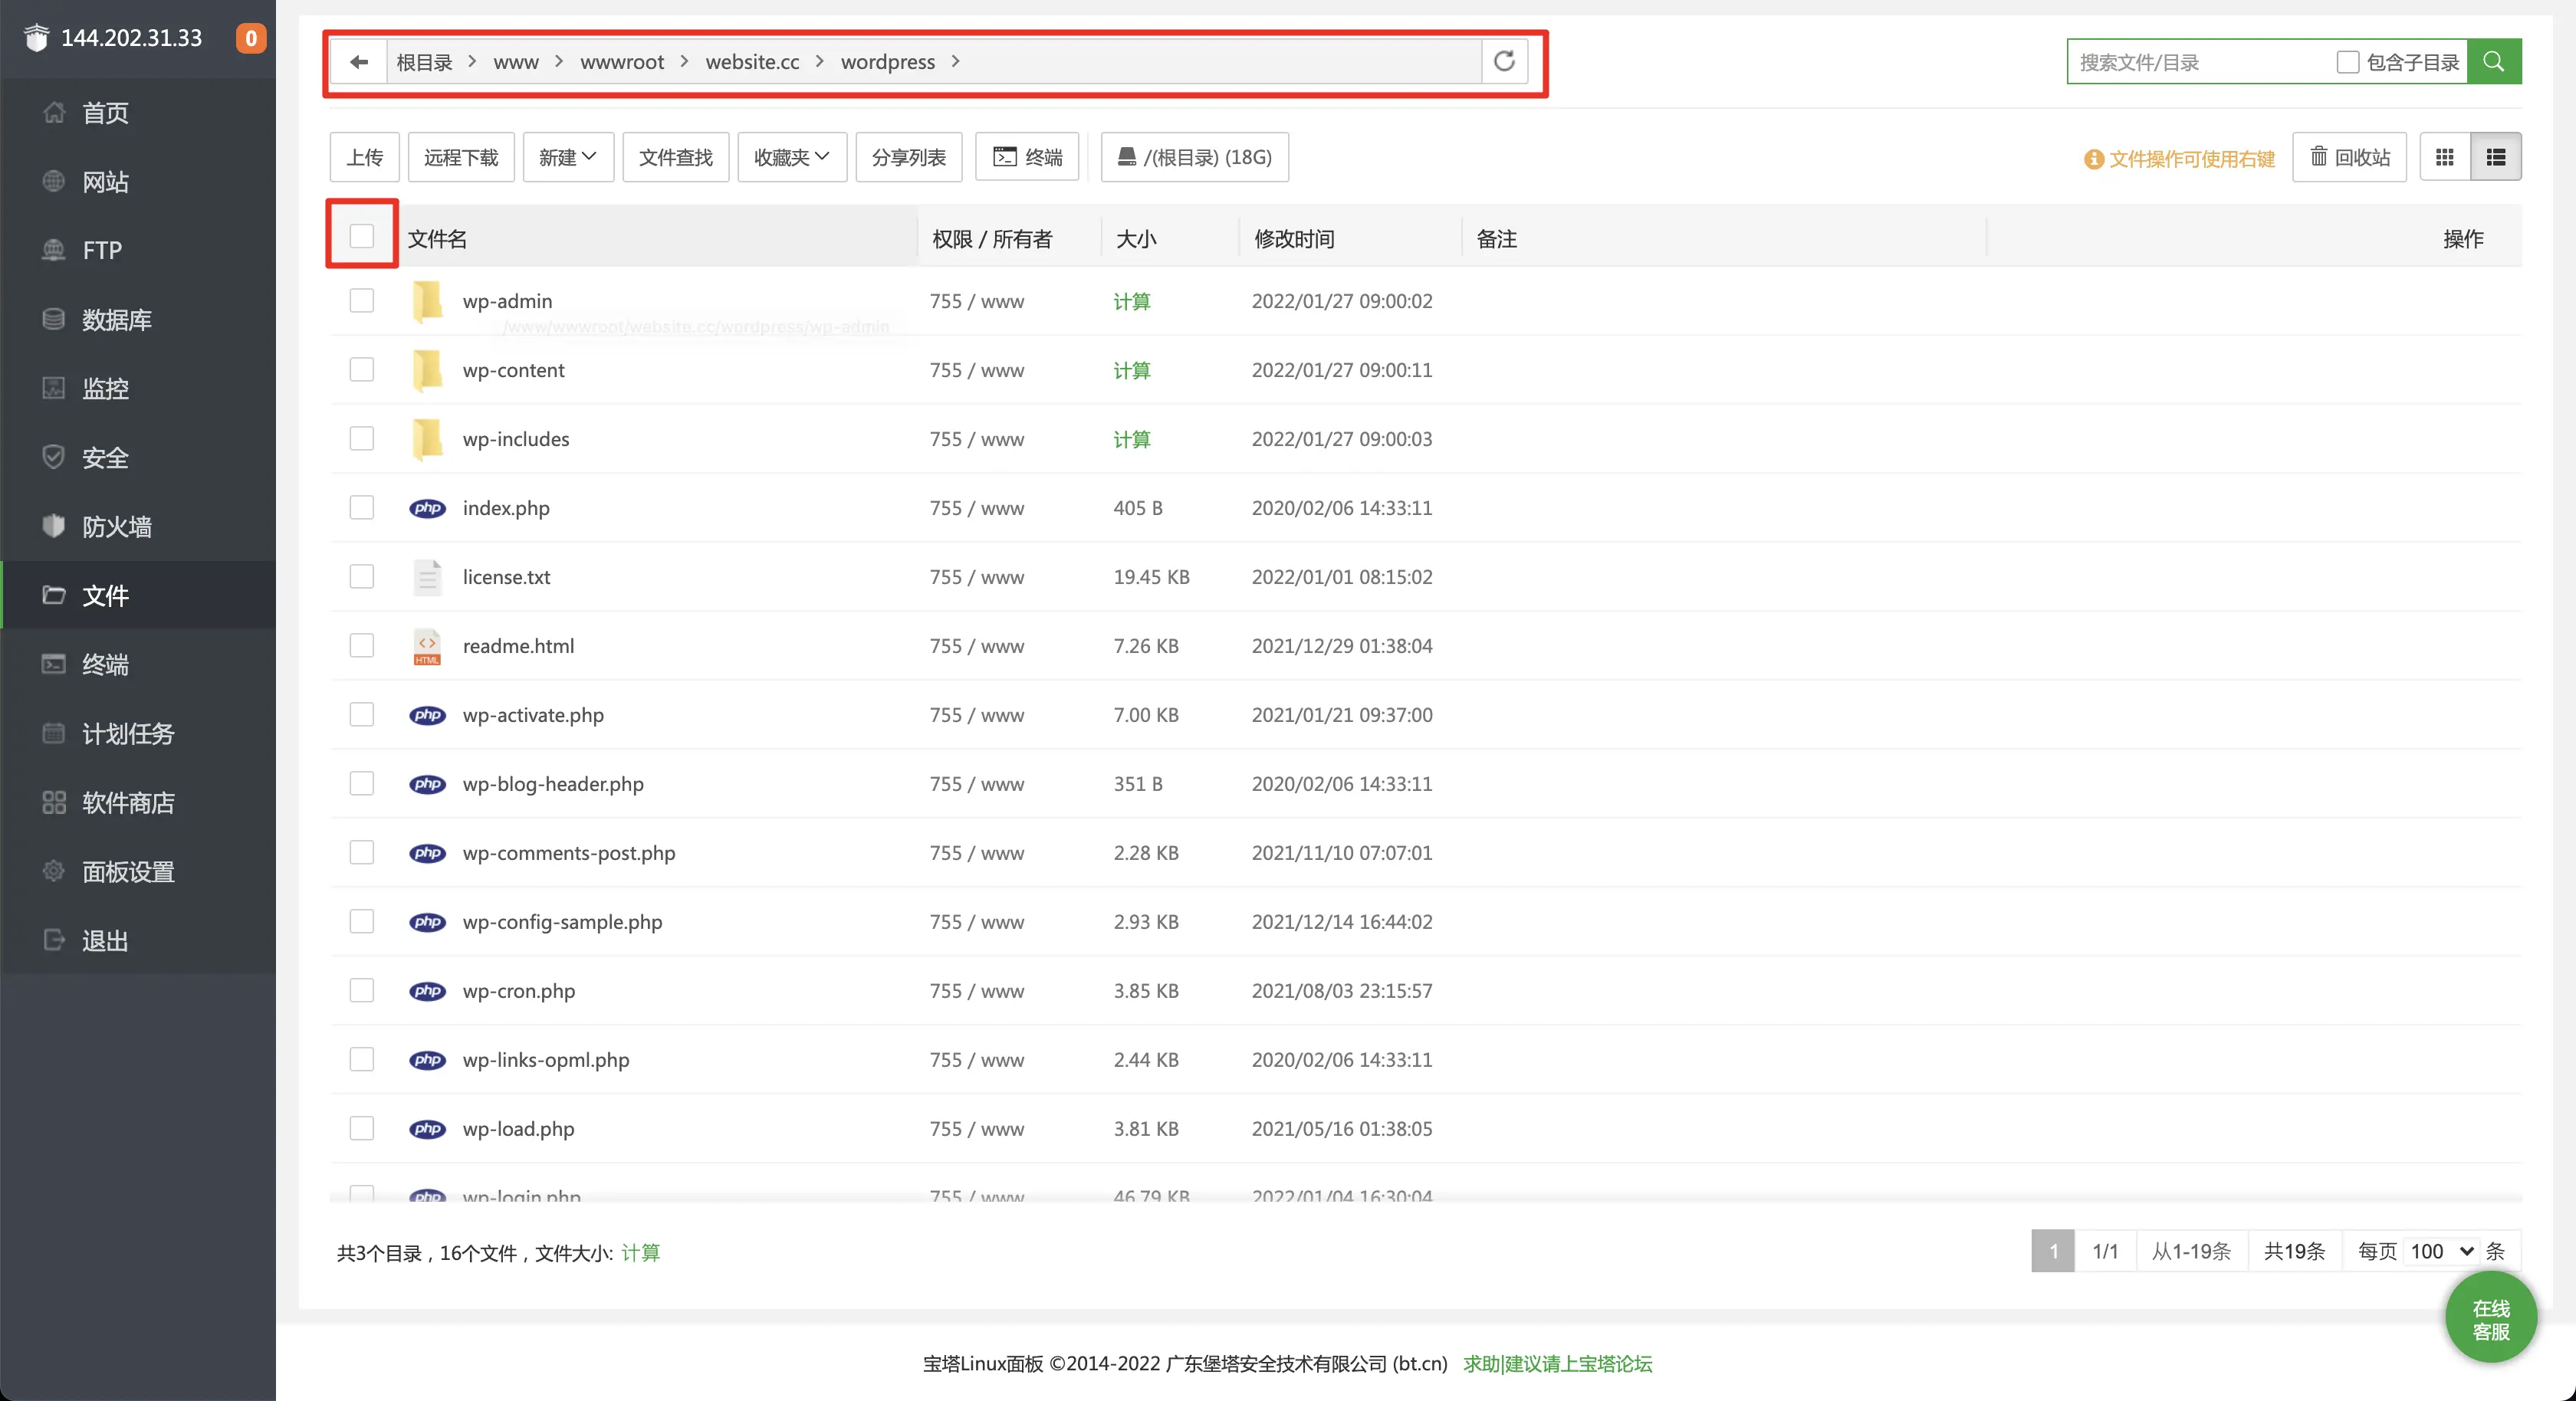 144.202.31.33 0
首页
网站
FTP
数据库
监控
安全
防火墙
文件
终端
计划任务
软件商店
面板设置
退出
根目录 > www > wwwroot > website.cc > wordpress >
搜索文件/目录 包含子目录
上传 远程下载 新建 文件查找 收藏夹 分享列表 终端 /(根目录) (18G) 文件操作可使用右键 回收站
文件名 权限 / 所有者 大小 修改时间 备注 操作
wp-admin 755 / www 计算 2022/01/27 09:00:02
/www/wwwroot/website.cc/wordpress/wp-admin
wp-content 755 / www 计算 2022/01/27 09:00:11
wp-includes 755 / www 计算 2022/01/27 09:00:03
php index.php 755 / www 405 B 2020/02/06 14:33:11
license.txt 755 / www 19.45 KB 2022/01/01 08:15:02
HTML readme.html 755 / www 7.26 KB 2021/12/29 01:38:04
php wp-activate.php 755 / www 7.00 KB 2021/01/21 09:37:00
php wp-blog-header.php 755 / www 351 B 2020/02/06 14:33:11
php wp-comments-post.php 755 / www 2.28 KB 2021/11/10 07:07:01
php wp-config-sample.php 755 / www 2.93 KB 2021/12/14 16:44:02
php wp-cron.php 755 / www 3.85 KB 2021/08/03 23:15:57
php wp-links-opml.php 755 / www 2.44 KB 2020/02/06 14:33:11
php wp-load.php 755 / www 3.81 KB 2021/05/16 01:38:05
php wp-login.php 755 / www 46.79 KB 2022/01/04 16:30:04
共3个目录，16个文件，文件大小: 计算
1 1/1 从1-19条 共19条 每页 100 条
在线
客服
宝塔Linux面板 ©2014-2022 广东堡塔安全技术有限公司 (bt.cn) 求助|建议请上宝塔论坛